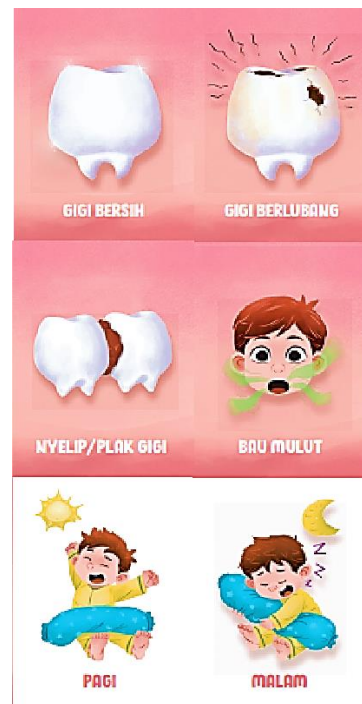 GIGI BERSIH
GIGI BERLUBANG
NYELIP/PLAK GIGI
BAU MULUT
Z
Z
Z
PAGI
MALAM